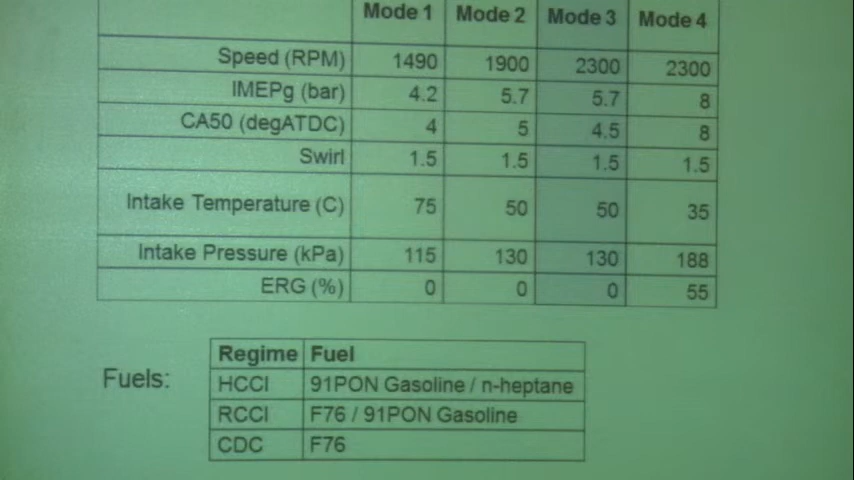 Mode 1 Mode 2 Mode 3 Mode 4
Speed (RPM) 1490 1900 2300 2300
IMEPg (bar) 4.2 5.7 5.7 8
CA50 (degATDC) 4 5 4.5 8
Swirl 1.5 1.5 1.5 1.5
Intake Temperature (C) 75 50 50 35
Intake Pressure (kPa) 115 130 130 188
ERG (%) 0 0 0 55
Fuels:
Regime Fuel
HCCI 91PON Gasoline / n-heptane
RCCI F76 / 91PON Gasoline
CDC F76